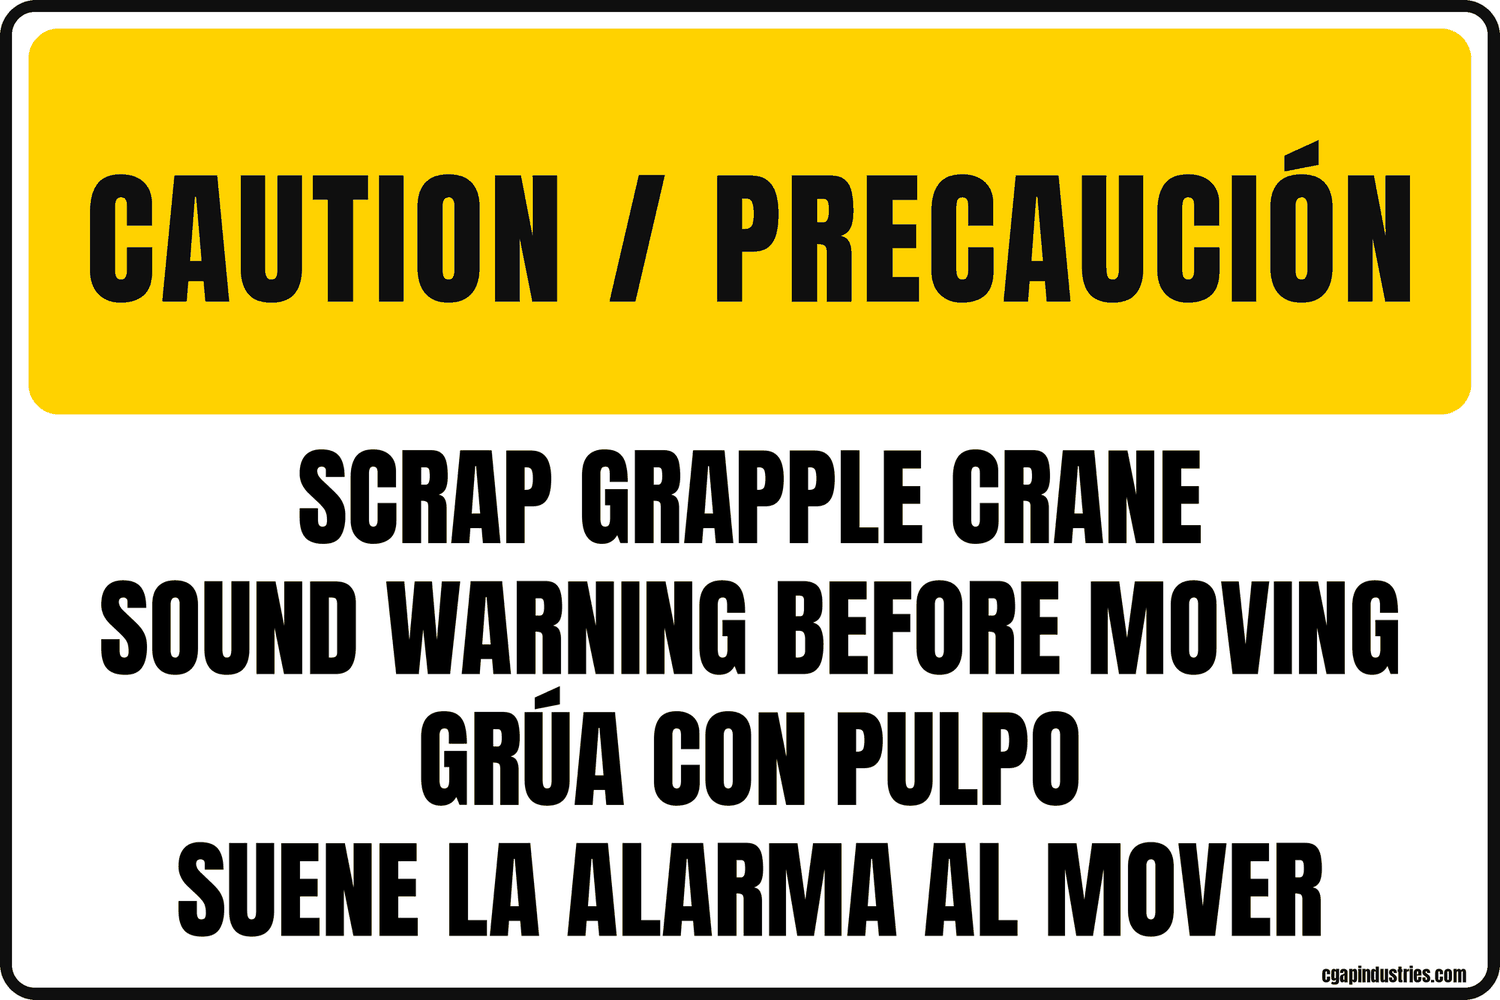 CAUTION / PRECAUCIÓN
SCRAP GRAPPLE CRANE
SOUND WARNING BEFORE MOVING
GRÚA CON PULPO
SUENE LA ALARMA AL MOVER
cgapindustries.com